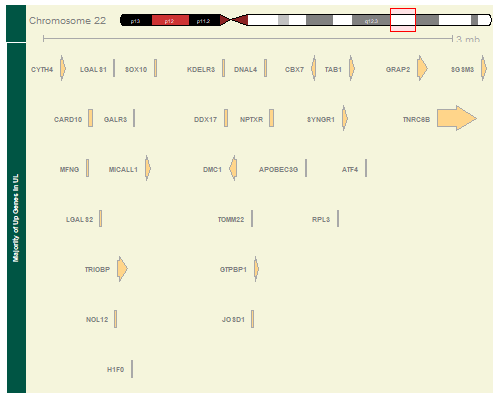 Chromosome 22
p13 p12 p11.2 q12.3
3 mb
CYTH4 LGALS1 SOX10 KDELR3 DNAL4 CBX7 TAB1 GRAP2 SGSM3
CARD10 GALR3 DDX17 NPTXR SYNGR1 TNRC6B
MFNG MICALL1 DMC1 APOBEC3G ATF4
LGALS2 TOMM22 RPL3
TRIOBP GTPBP1
NOL12 JOSD1
H1F0
Majority of Up Genes in UL